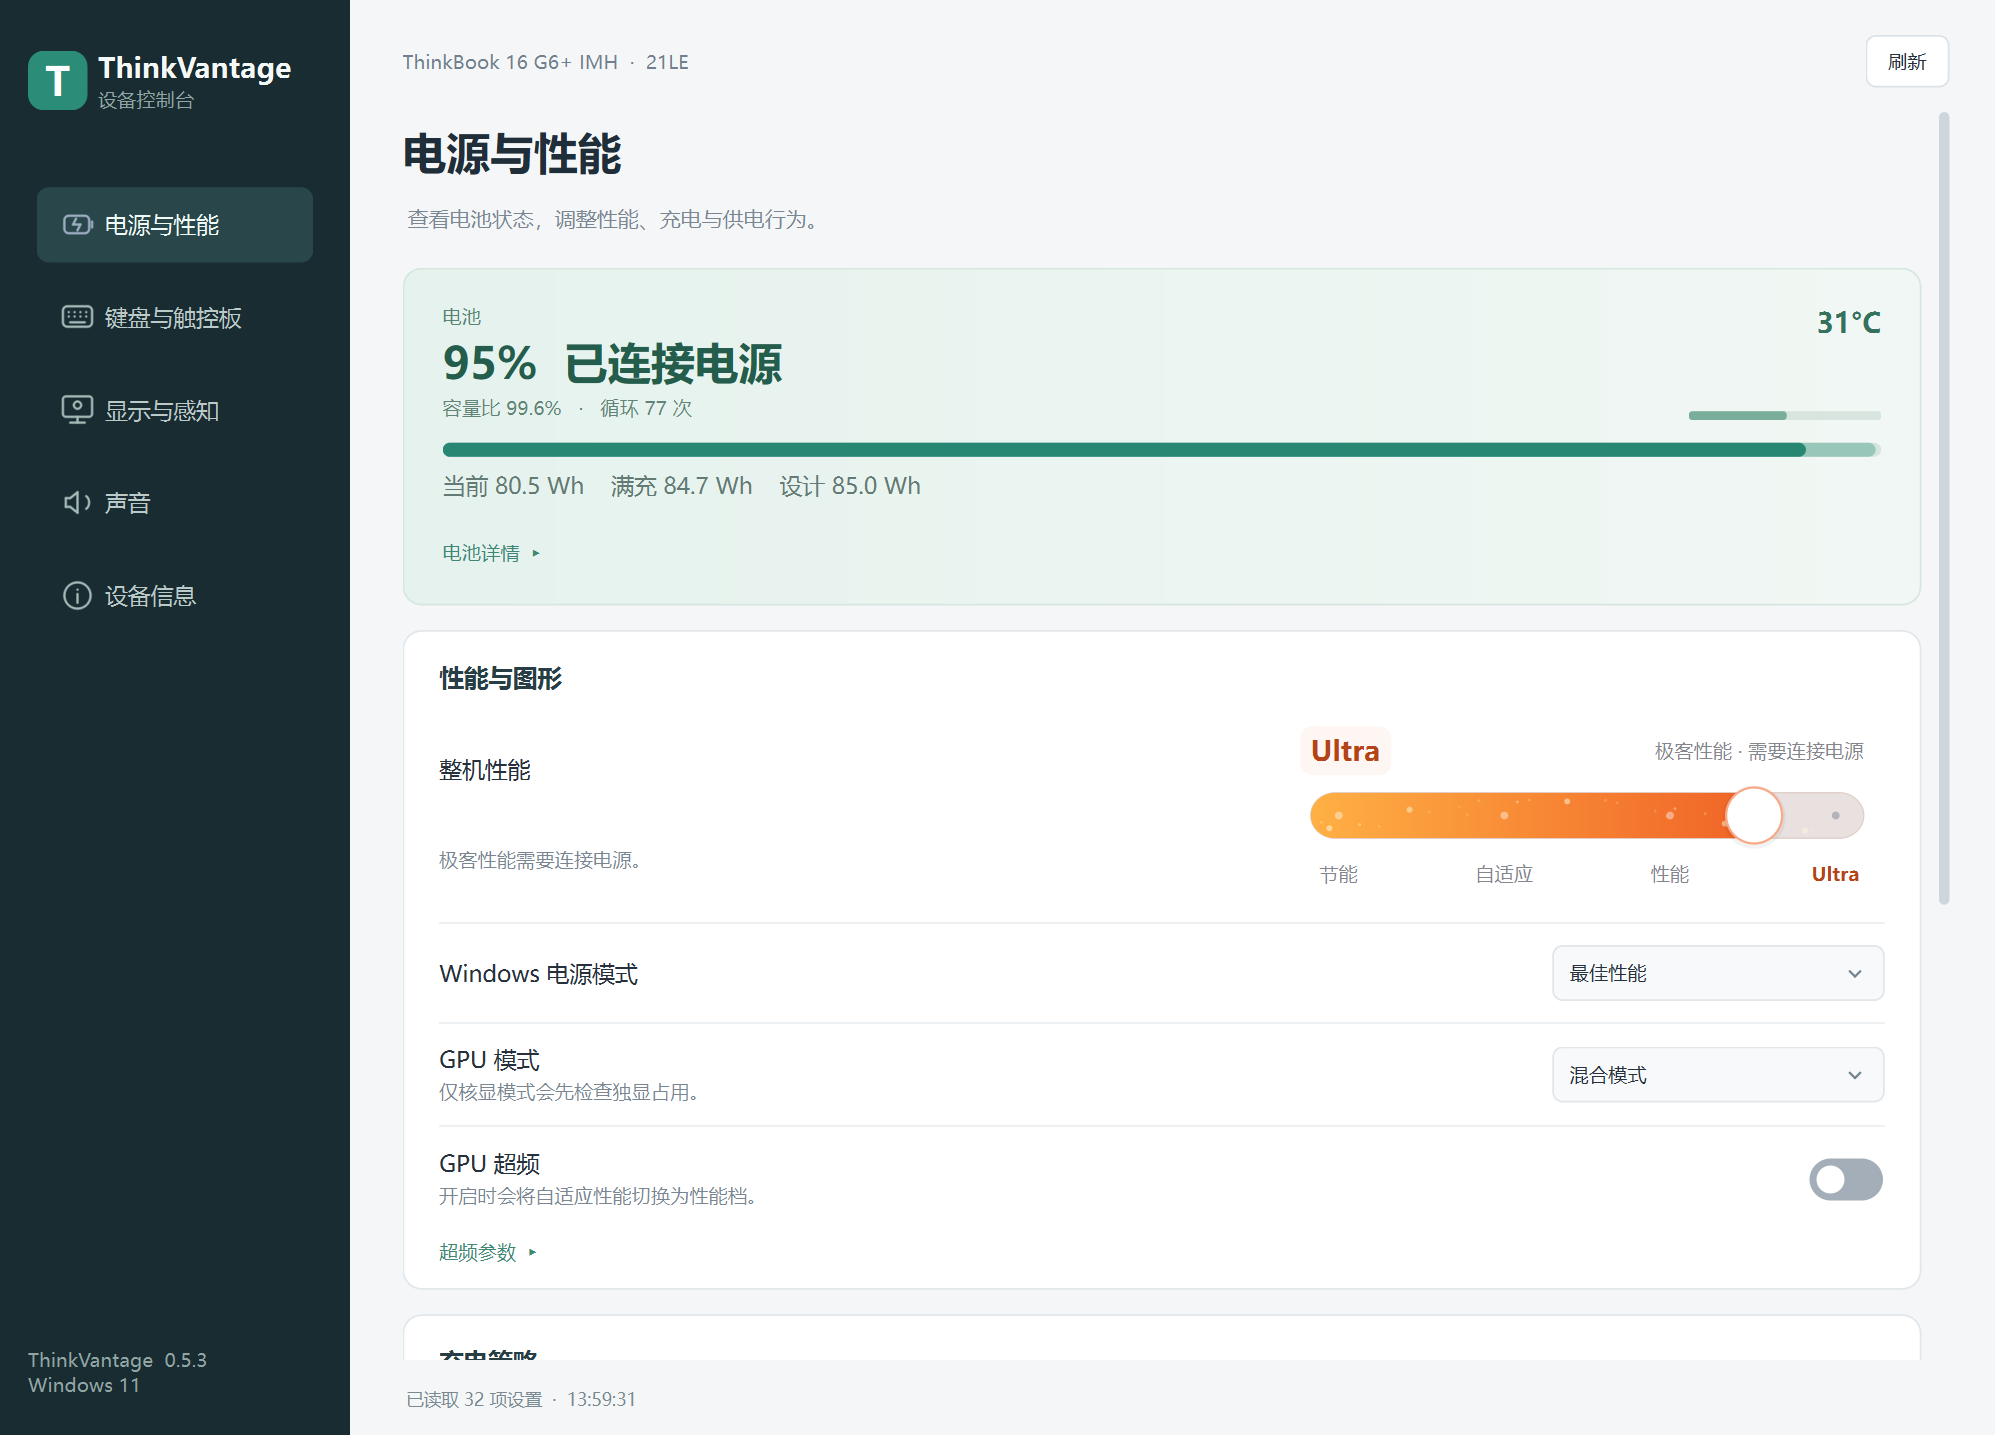 T
ThinkVantage
设备控制台
电源与性能
键盘与触控板
显示与感知
声音
设备信息
ThinkVantage 0.5.3
Windows 11
ThinkBook 16 G6+ IMH · 21LE
刷新
电源与性能
查看电池状态，调整性能、充电与供电行为。
电池
31°C
95% 已连接电源
容量比 99.6% · 循环 77 次
当前 80.5 Wh 满充 84.7 Wh 设计 85.0 Wh
电池详情
性能与图形
整机性能
Ultra
极客性能 · 需要连接电源
极客性能需要连接电源。
节能 自适应 性能 Ultra
Windows 电源模式
最佳性能
GPU 模式
仅核显模式会先检查独显占用。
混合模式
GPU 超频
开启时会将自适应性能切换为性能档。
超频参数
充电策略
已读取 32 项设置 · 13:59:31